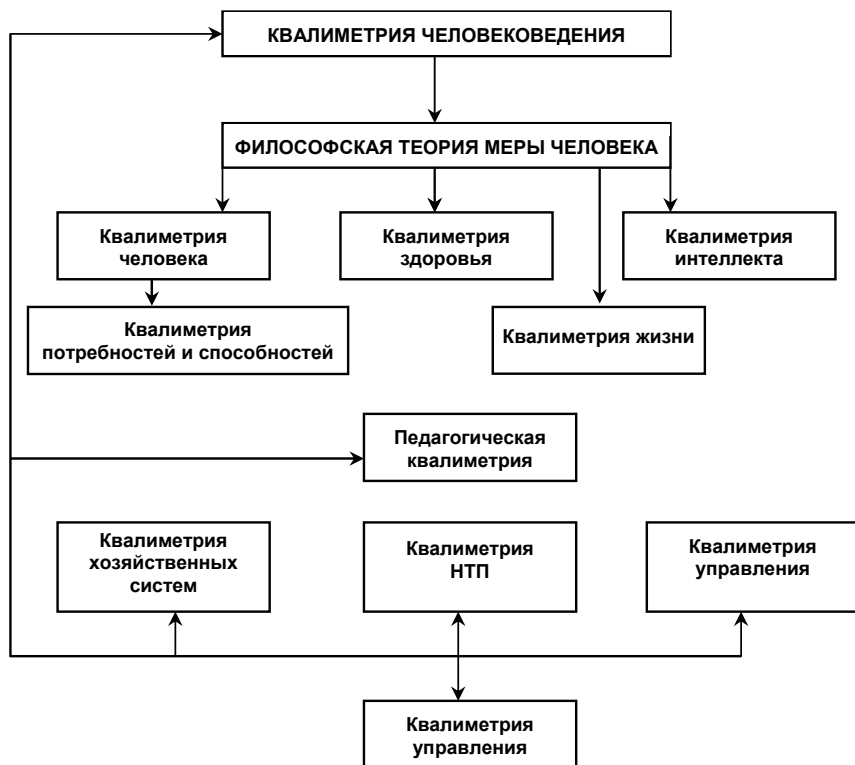 КВАЛИМЕТРИЯ ЧЕЛОВЕКОВЕДЕНИЯ
ФИЛОСОФСКАЯ ТЕОРИЯ МЕРЫ ЧЕЛОВЕКА
Квалиметрия
человека
Квалиметрия
здоровья
Квалиметрия
интеллекта
Квалиметрия
потребностей и способностей
Квалиметрия жизни
Педагогическая
квалиметрия
Квалиметрия
хозяйственных
систем
Квалиметрия
НТП
Квалиметрия
управления
Квалиметрия
управления